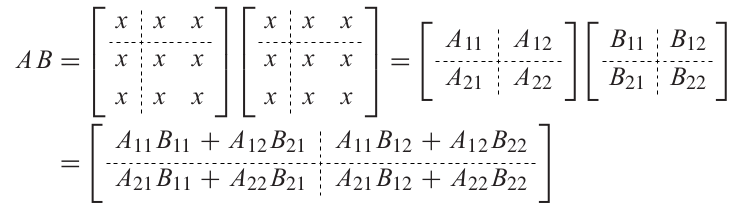 AB = [ x | x x ; x | x x ; x | x x ] [ x | x x ; x | x x ; x | x x ] = [ A₁₁ | A₁₂ ; A₂₁ | A₂₂ ] [ B₁₁ | B₁₂ ; B₂₁ | B₂₂ ]
= [ A₁₁B₁₁ + A₁₂B₂₁ | A₁₁B₁₂ + A₁₂B₂₂ ; A₂₁B₁₁ + A₂₂B₂₁ | A₂₁B₁₂ + A₂₂B₂₂ ]